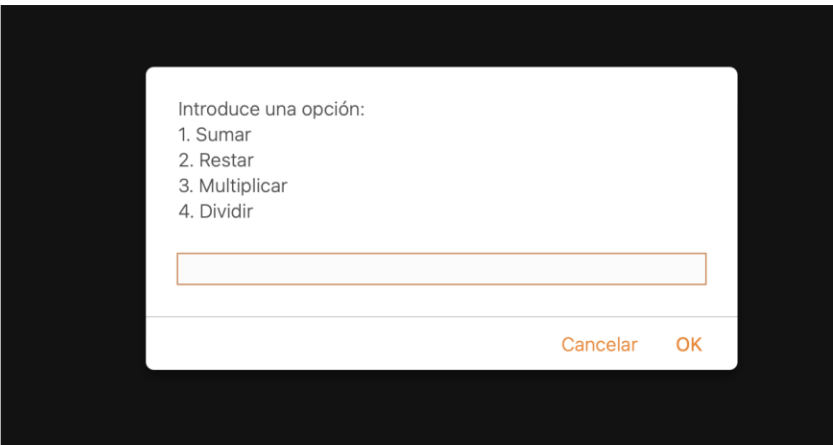 Introduce una opción:
1. Sumar
2. Restar
3. Multiplicar
4. Dividir
Cancelar OK